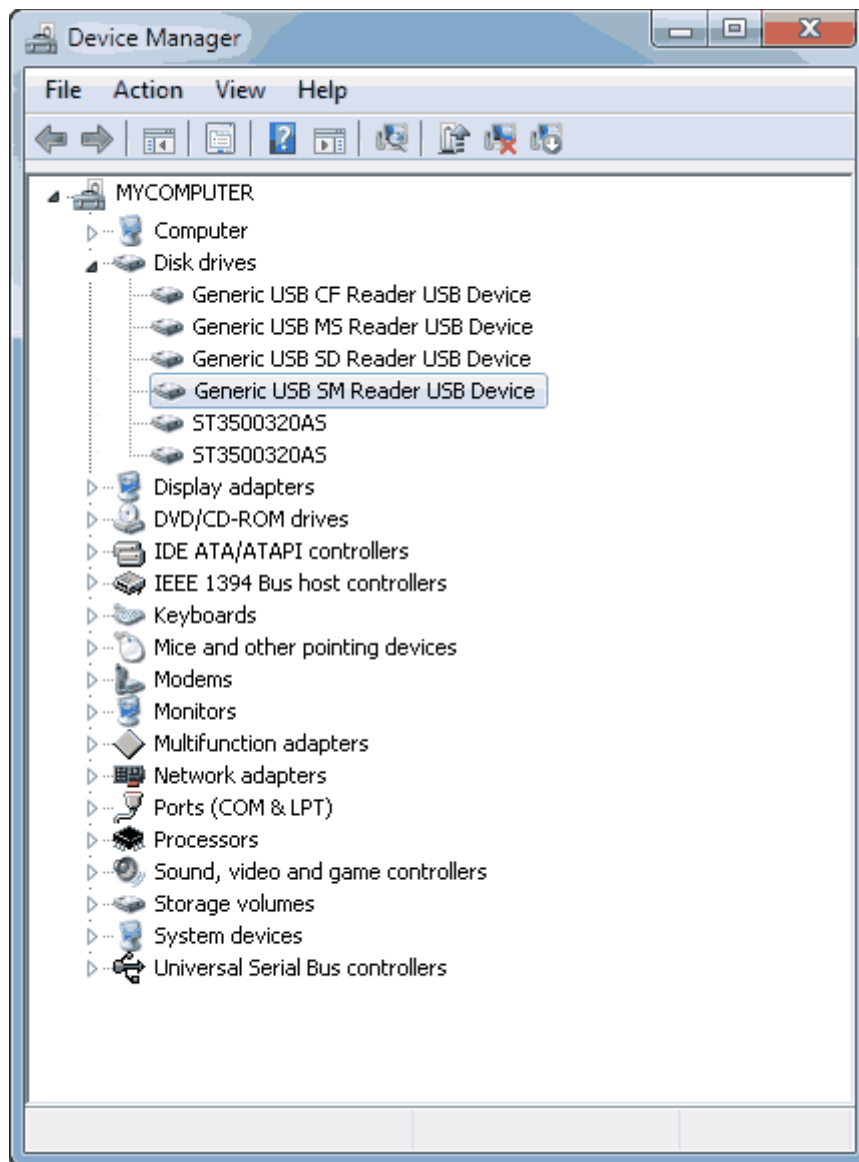 Device Manager
File Action View Help
MYCOMPUTER
Computer
Disk drives
Generic USB CF Reader USB Device
Generic USB MS Reader USB Device
Generic USB SD Reader USB Device
Generic USB SM Reader USB Device
ST3500320AS
ST3500320AS
Display adapters
DVD/CD-ROM drives
IDE ATA/ATAPI controllers
IEEE 1394 Bus host controllers
Keyboards
Mice and other pointing devices
Modems
Monitors
Multifunction adapters
Network adapters
Ports (COM & LPT)
Processors
Sound, video and game controllers
Storage volumes
System devices
Universal Serial Bus controllers